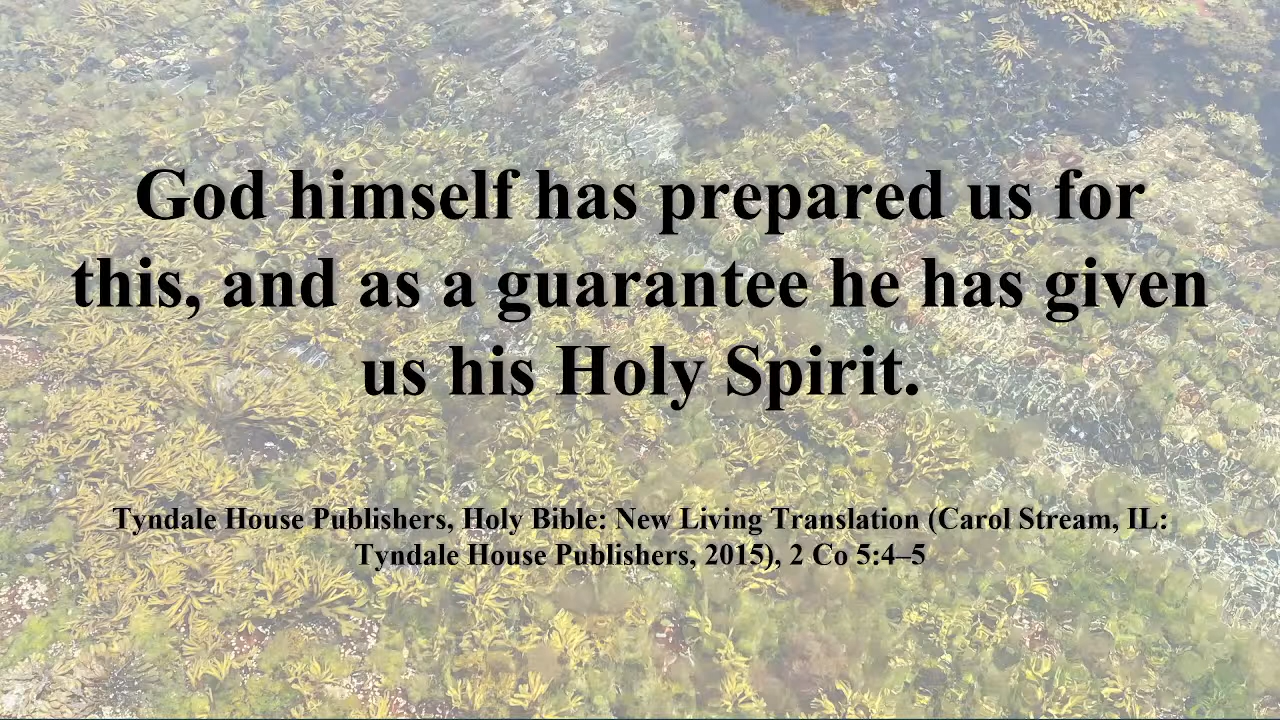 God himself has prepared us for
this, and as a guarantee he has given
us his Holy Spirit.
Tyndale House Publishers, Holy Bible: New Living Translation (Carol Stream, IL:
Tyndale House Publishers, 2015), 2 Co 5:4–5